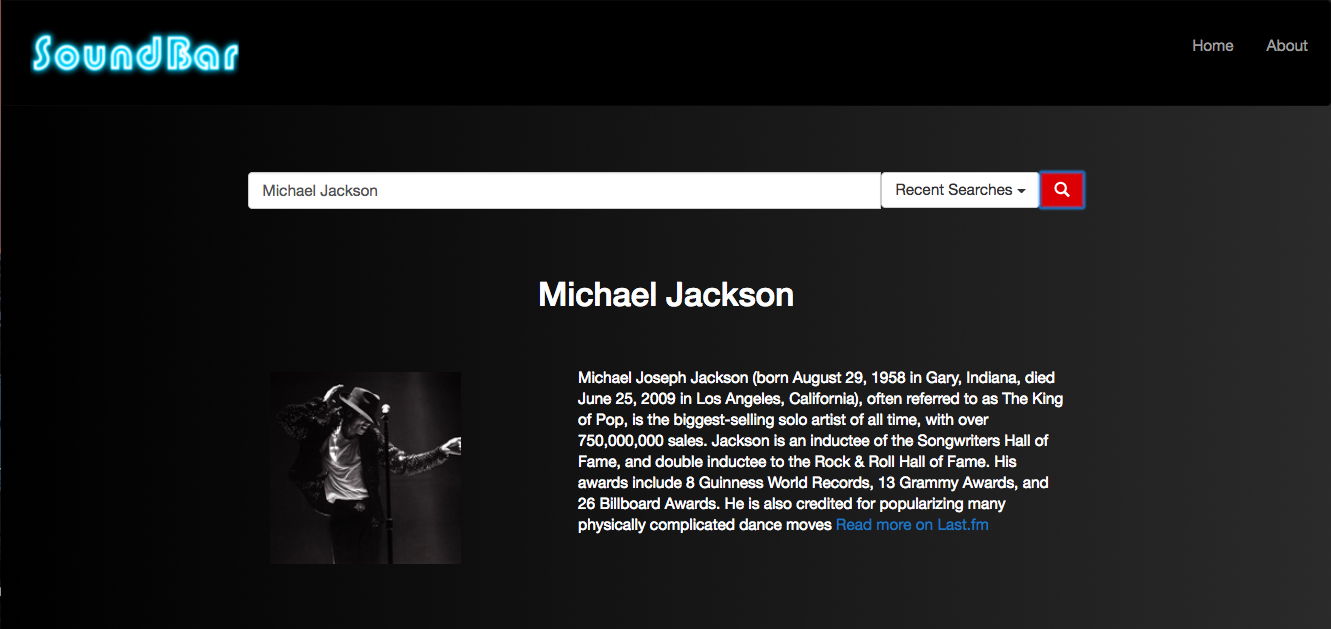 SoundBar
Home
About
Michael Jackson
Recent Searches
Michael Jackson
Michael Joseph Jackson (born August 29, 1958 in Gary, Indiana, died
June 25, 2009 in Los Angeles, California), often referred to as The King
of Pop, is the biggest-selling solo artist of all time, with over
750,000,000 sales. Jackson is an inductee of the Songwriters Hall of
Fame, and double inductee to the Rock & Roll Hall of Fame. His
awards include 8 Guinness World Records, 13 Grammy Awards, and
26 Billboard Awards. He is also credited for popularizing many
physically complicated dance moves Read more on Last.fm